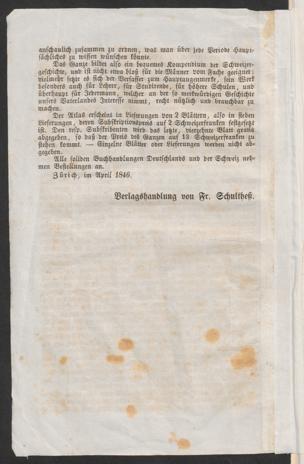 anschaulich zusammen zu ordnen, was man über jede Periode Haupt-
sächliches zu wissen wünschen könnte.
Das Ganze bildet also ein bequemes Kompendium der Schweizer-
geschichte, und ist nicht etwa bloß für die Männer vom Fache geeignet;
vielmehr setzte es sich der Verfasser zum Hauptaugenmerke, sein Werk
besonders auch für Lehrer, für Studirende, für höhere Schulen, und
überhaupt für Jedermann, welcher an der so merkwürdigen Geschichte
unsers Vaterlandes Interesse nimmt, recht nützlich und brauchbar zu
machen.
Der Atlas erscheint in Lieferungen von 2 Blättern, also in sieben
Lieferungen, deren Subskriptionspreis auf 2 Schweizerfranken festgesetzt
ist. Den resp. Subskribenten wird das letzte, vierzehnte Blatt gratis
abgegeben, so daß der Preis des Ganzen auf 13 Schweizerfranken zu
stehen kommt. — Einzelne Blätter oder Lieferungen werden nicht ab-
gegeben.
Alle soliden Buchhandlungen Deutschlands und der Schweiz neh-
men Bestellungen an.
Zürich, im April 1846.
Verlagshandlung von Fr. Schultheß.